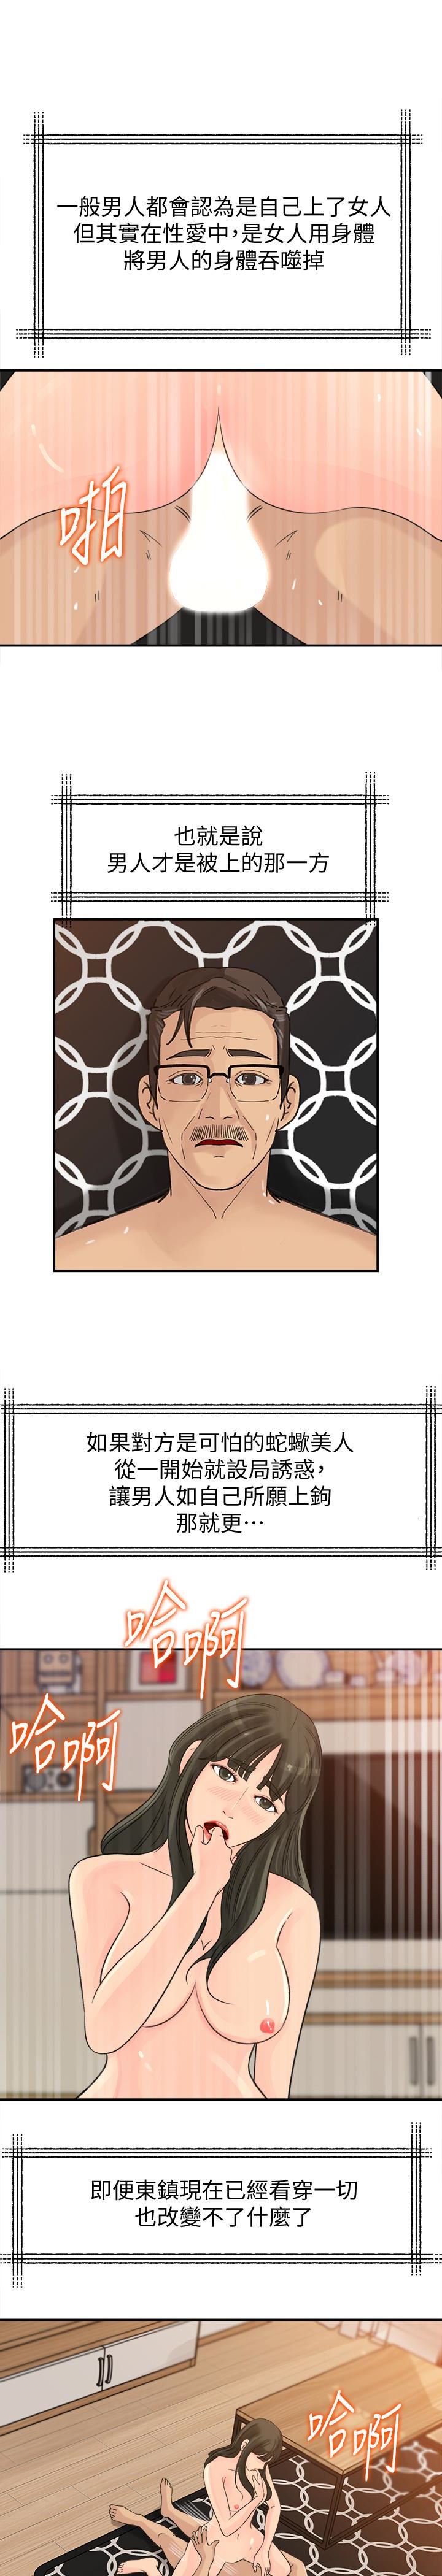 一般男人都會認為是自己上了女人
但其實在性愛中，是女人用身體
將男人的身體吞噬掉
啪
也就是說
男人才是被上的那一方
如果對方是可怕的蛇蠍美人
從一開始就設局誘惑，
讓男人如自己所願上鉤
那就更…
哈啊
哈啊
即便東鎮現在已經看穿一切
也改變不了什麼了
哈啊